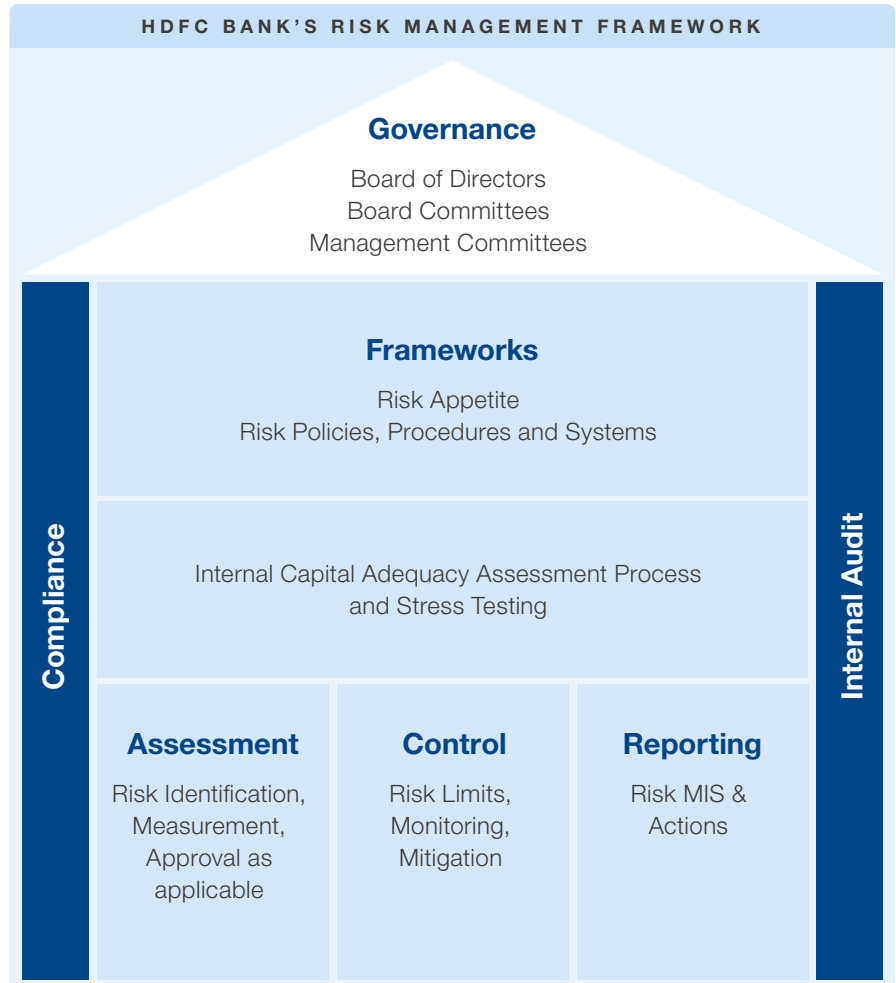 HDFC BANK’S RISK MANAGEMENT FRAMEWORK
Governance
Board of Directors
Board Committees
Management Committees
Compliance
Frameworks
Risk Appetite
Risk Policies, Procedures and Systems
Internal Capital Adequacy Assessment Process
and Stress Testing
Assessment
Risk Identification,
Measurement,
Approval as
applicable
Control
Risk Limits,
Monitoring,
Mitigation
Reporting
Risk MIS &
Actions
Internal Audit